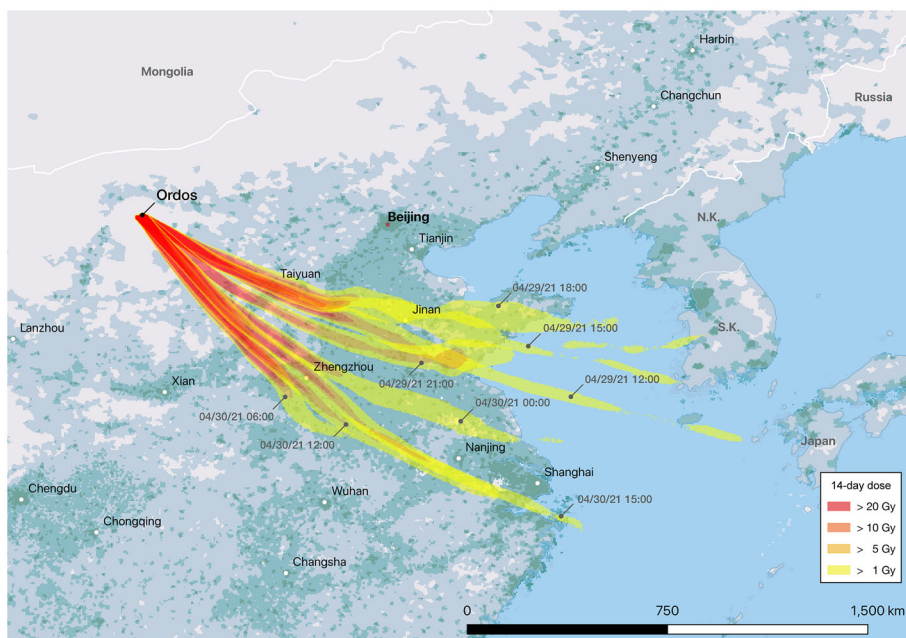 Harbin
Mongolia
Changchun
Russia
Shenyeng
Ordos
N.K.
Beijing
Tianjin
Taiyuan
04/29/21 18:00
Jinan
04/29/21 15:00
S.K.
Lanzhou
Zhengzhou
04/29/21 21:00
04/29/21 12:00
Xian
04/30/21 06:00
04/30/21 00:00
04/30/21 12:00
Japan
Nanjing
Shanghai
14-day dose
> 20 Gy
> 10 Gy
> 5 Gy
> 1 Gy
Chengdu
Wuhan
04/30/21 15:00
Chongqing
Changsha
0 750 1,500 km